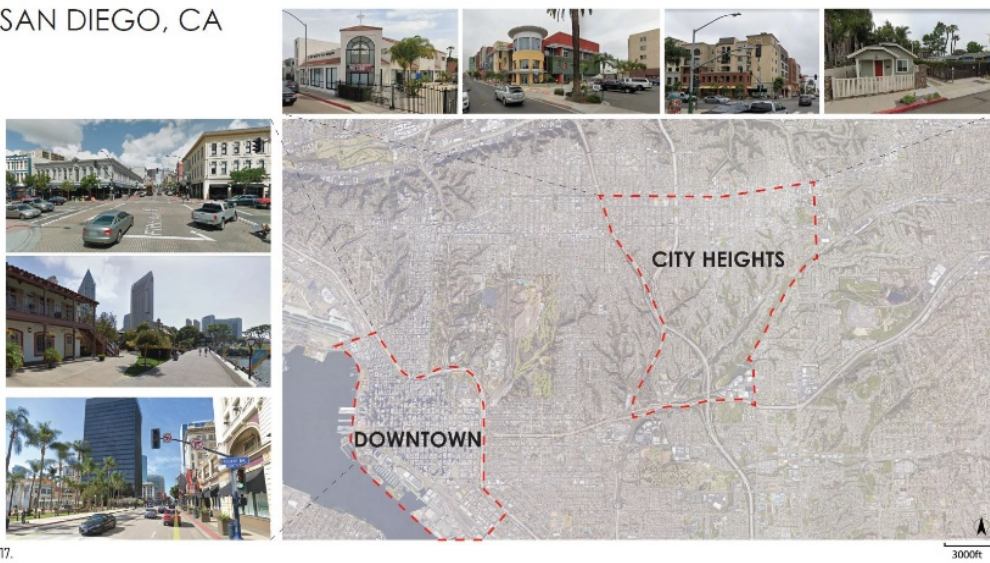 SAN DIEGO, CA
CITY HEIGHTS
DOWNTOWN
17.
3000ft